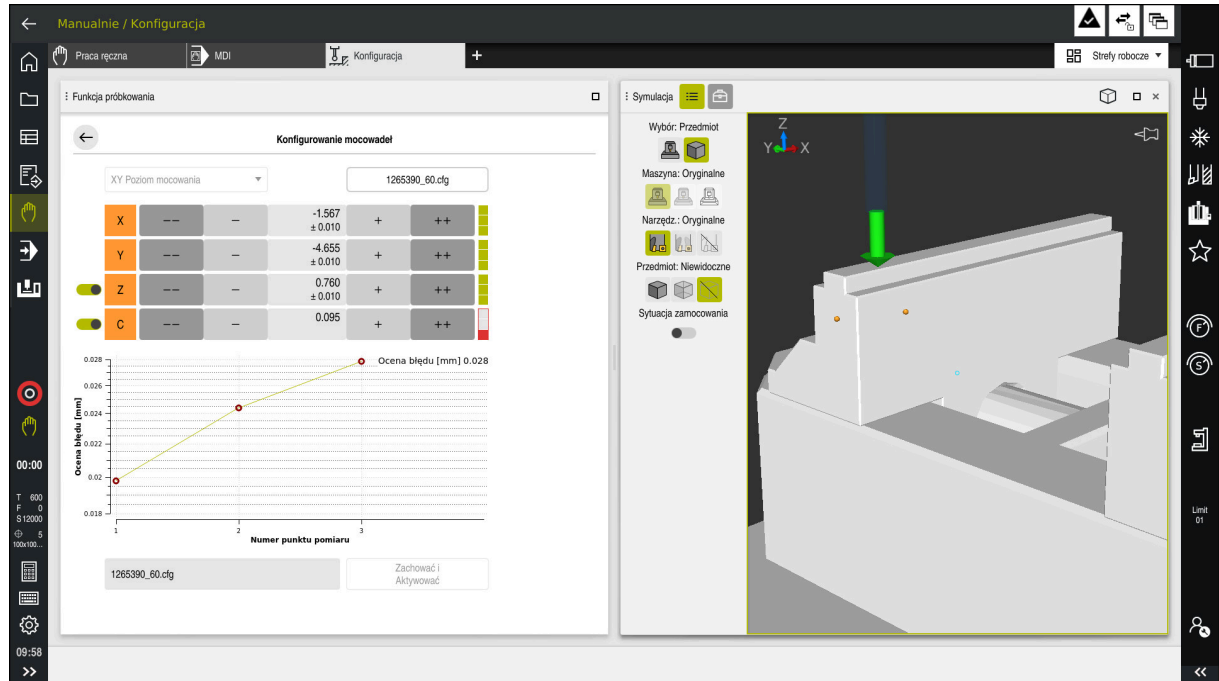 Manualnie / Konfiguracja
Praca ręczna
MDI
Konfiguracja
+
Strefy robocze
Funkcja próbkowania
Konfigurowanie mocowadeł
XY Poziom mocowania
1265390_60.cfg
X -- - -1.567 + ++
± 0.010
Y -- - -4.655 + ++
± 0.010
Z -- - 0.760 + ++
± 0.010
C -- - 0.095 + ++
Ocena błędu [mm] 0.028
0.028
0.026
0.024
0.022
0.02
0.018
Ocena błędu [mm]
1 2 3
Numer punktu pomiaru
1265390_60.cfg
Zachować i
Aktywować
Symulacja
Wybór: Przedmiot
Maszyna: Oryginalne
Narzędz.: Oryginalne
Przedmiot: Niewidoczne
Sytuacja zamocowania
Z
Y X
00:00
T 600
F 0
S 12000
5
100x100...
09:58
F
S
Limit
01